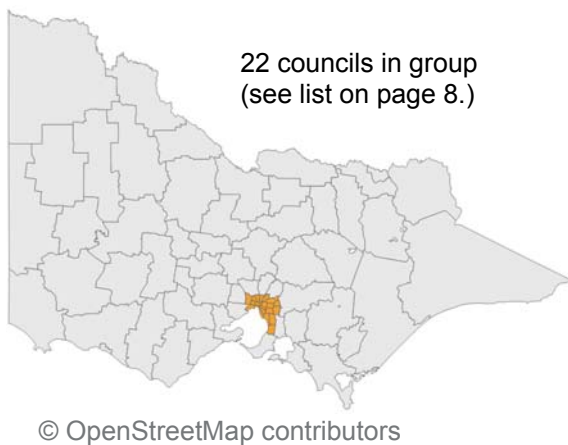 22 councils in group
(see list on page 8.)
© OpenStreetMap contributors